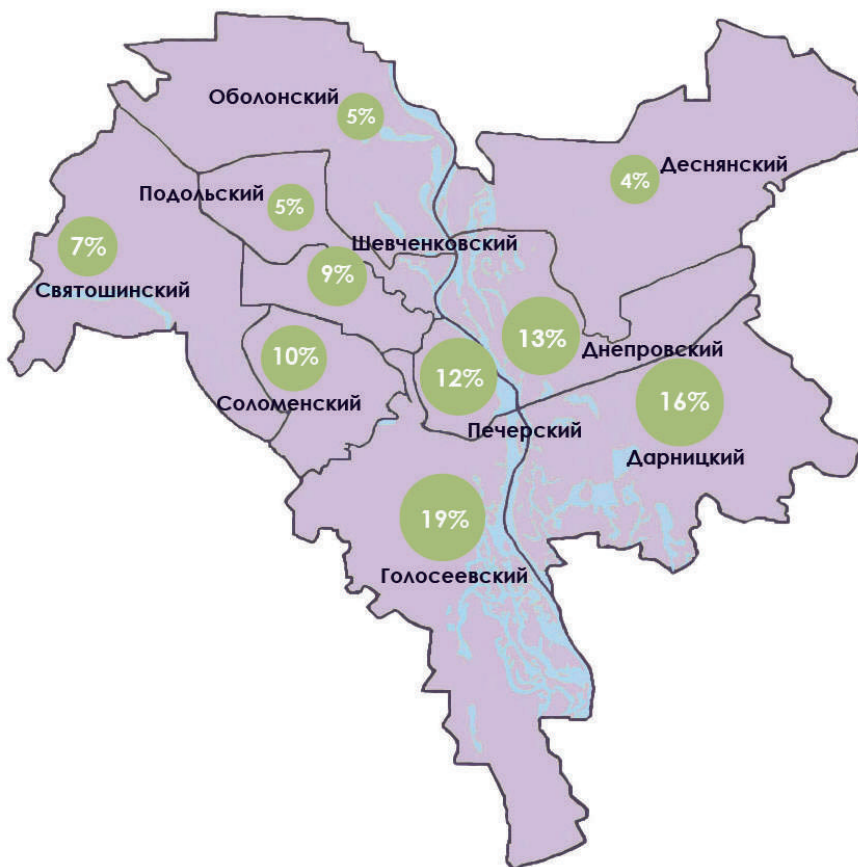 Оболонский
5%
Деснянский
4%
Подольский
5%
Шевченковский
9%
7%
Святошинский
13%
Днепровский
10%
Соломенский
12%
Печерский
16%
Дарницкий
19%
Голосеевский